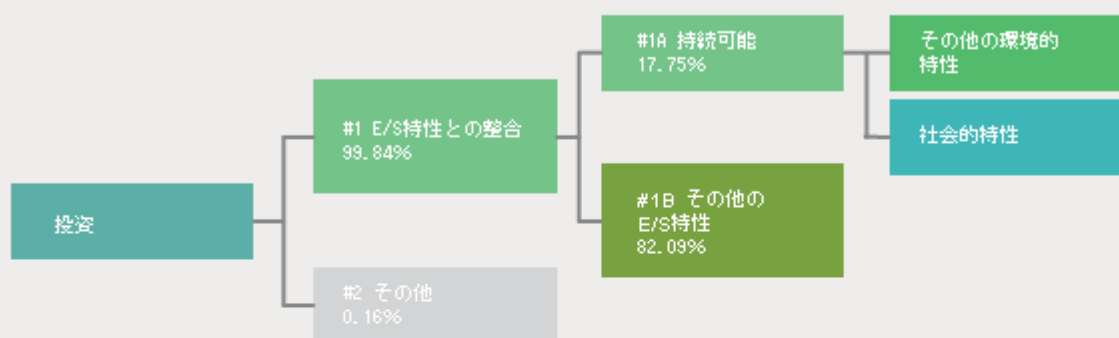 #1A 持続可能
17.75%
その他の環境的
特性
#1 E/S特性との整合
99.84%
社会的特性
投資
#1B その他の
E/S特性
82.09%
#2 その他
0.16%